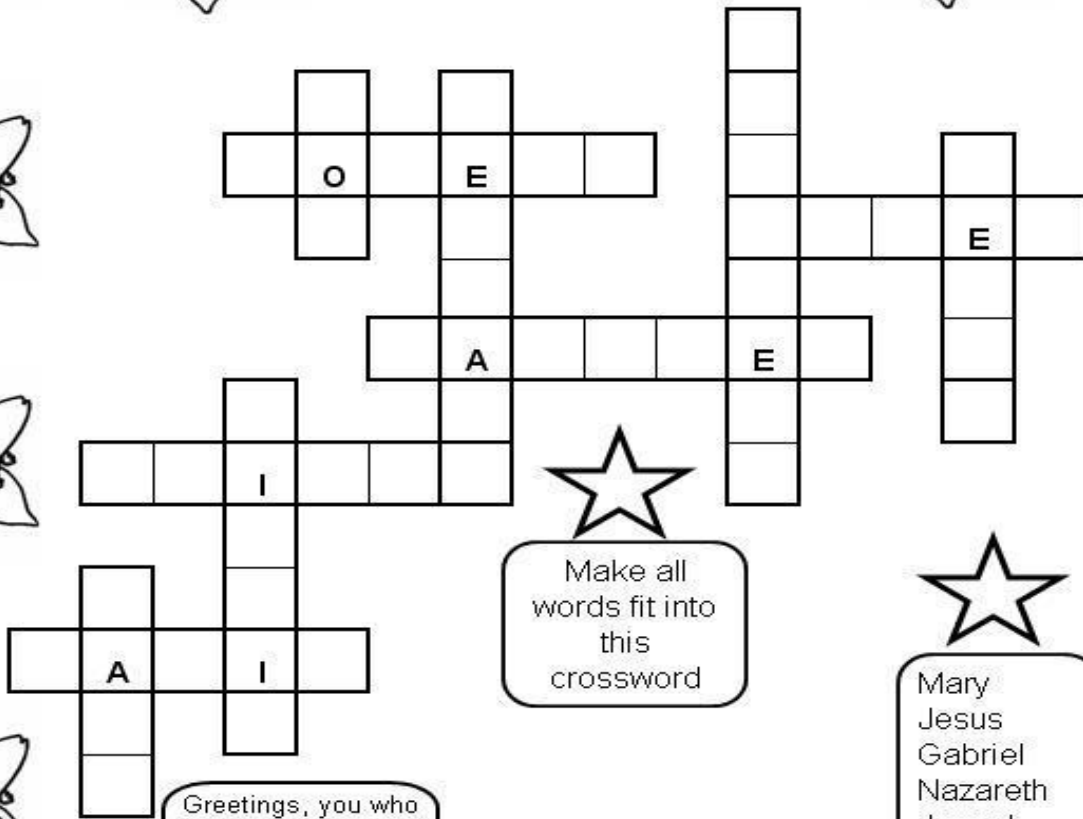 O E
E
A E
I
A I
Make all
words fit into
this
crossword
Mary
Jesus
Gabriel
Nazareth
Greetings, you who